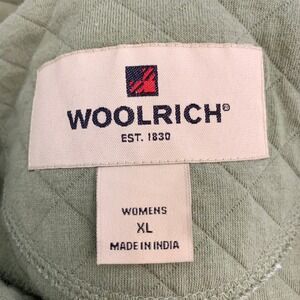 WOOLRICH®
EST. 1830
WOMENS
XL
MADE IN INDIA